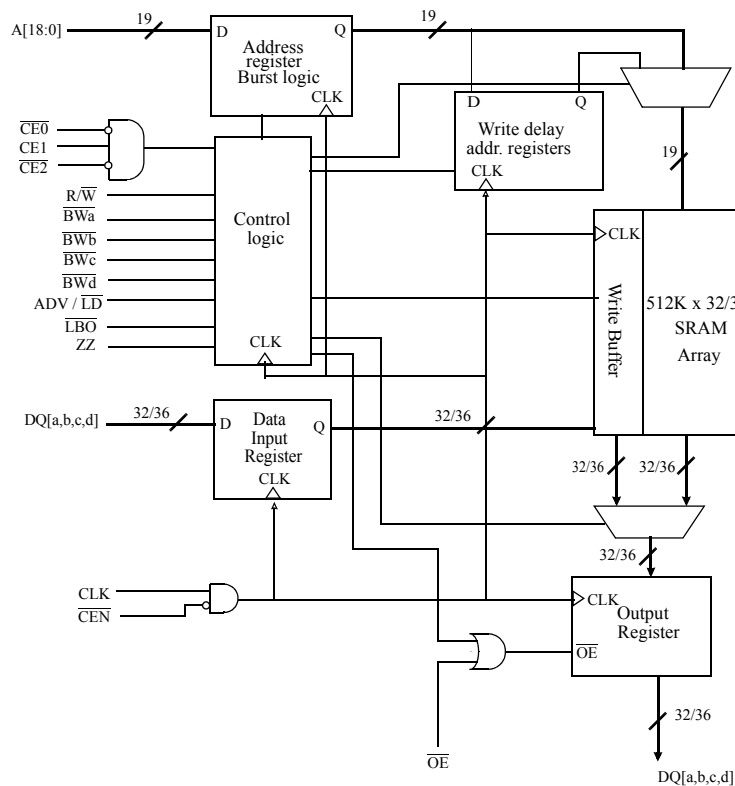 A[18:0]
19
D
Q
Address
register
Burst logic
CLK
19
D
Q
Write delay
addr. registers
CLK
19
CE0
CE1
CE2
R/W
BWa
BWb
BWc
BWd
ADV / LD
LBO
ZZ
Control
logic
CLK
CLK
Write Buffer
512K x 32/3
SRAM
Array
DQ[a,b,c,d]
32/36
D
Q
Data
Input
Register
CLK
32/36
32/36
32/36
32/36
CLK
CEN
CLK
Output
Register
OE
OE
32/36
DQ[a,b,c,d]